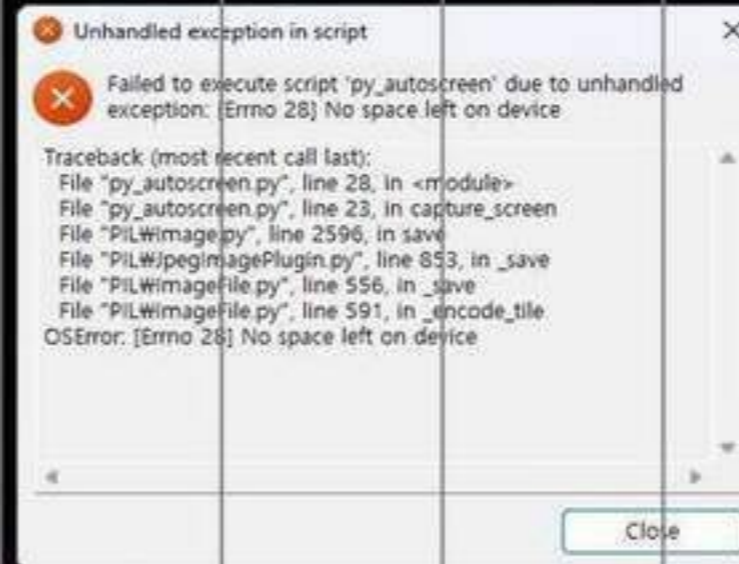 Unhandled exception in script
Failed to execute script 'py_autoscreen' due to unhandled
exception: [Errno 28] No space left on device
Traceback (most recent call last):
File "py_autoscreen.py", line 28, in <module>
File "py_autoscreen.py", line 23, in capture_screen
File "PIL₩Image.py", line 2596, in save
File "PIL₩JpegImagePlugin.py", line 853, in _save
File "PIL₩ImageFile.py", line 556, in _save
File "PIL₩ImageFile.py", line 591, in _encode_tile
OSError: [Errno 28] No space left on device
Close